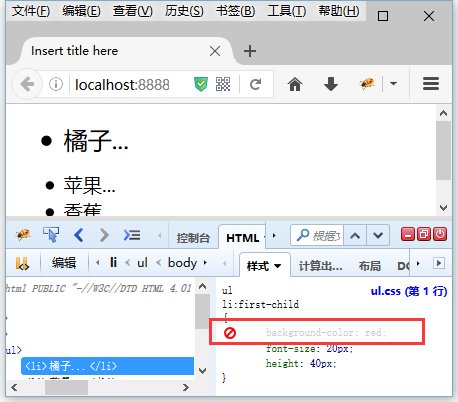 文件(F) 编辑(E) 查看(V) 历史(S) 书签(B) 工具(T) 帮助(H)
Insert title here
localhost:8888
橘子...
苹果...
香蕉
控制台 HTML 根据文
编辑 li ul body 样式 计算出... 布局 DO
html PUBLIC "-//W3C//DTD HTML 4.01
ul ul.css (第 1 行)
li:first-child
{
background-color: red;
ul>
font-size: 20px;
<li>橘子...</li>
height: 40px;
}